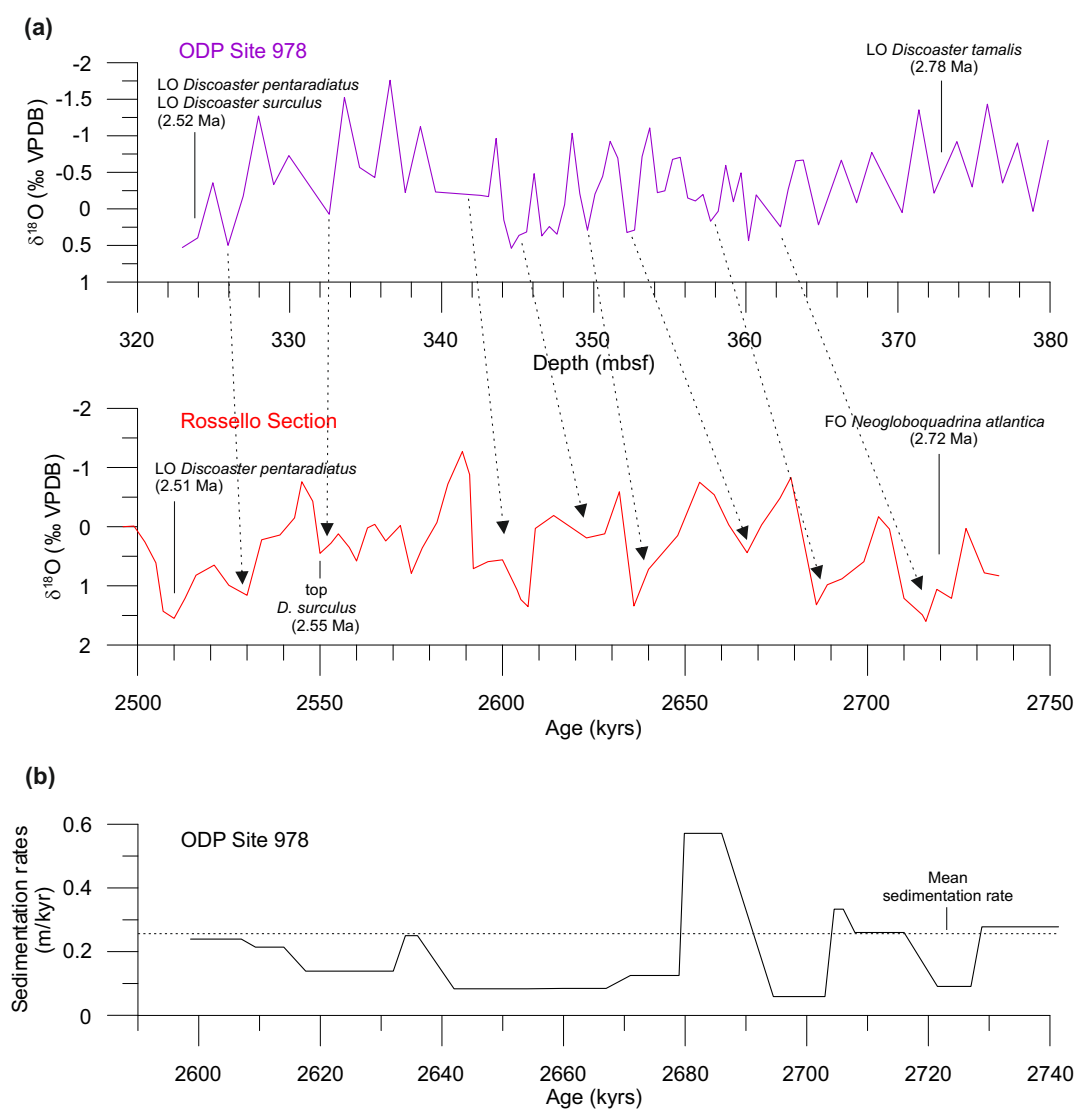 (a)
ODP Site 978
LO Discoaster pentaradiatus
LO Discoaster surculus
(2.52 Ma)
LO Discoaster tamalis
(2.78 Ma)
δ18O (‰ VPDB)
-2
-1.5
-1
-0.5
0
0.5
1
320
330
340
350
360
370
380
Depth (mbsf)
Rossello Section
LO Discoaster pentaradiatus
(2.51 Ma)
FO Neogloboquadrina atlantica
(2.72 Ma)
top
D. surculus
(2.55 Ma)
δ18O (‰ VPDB)
-2
-1
0
1
2
2500
2550
2600
2650
2700
2750
Age (kyrs)
(b)
ODP Site 978
Mean
sedimentation rate
Sedimentation rates
(m/kyr)
0.6
0.4
0.2
0
2600
2620
2640
2660
2680
2700
2720
2740
Age (kyrs)